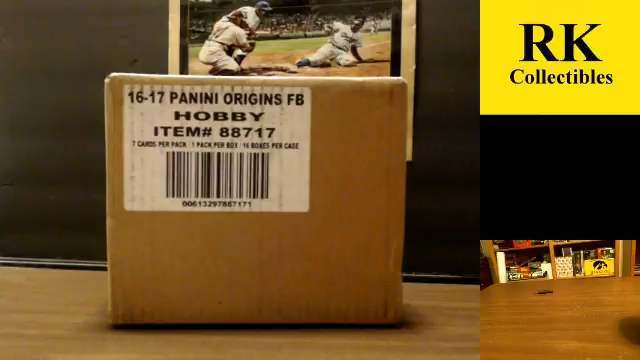 16-17 PANINI ORIGINS FB
HOBBY
ITEM# 88717
7 CARDS PER PACK 1 PACK PER BOX 16 BOXES PER CASE
00613297887171
RK
Collectibles